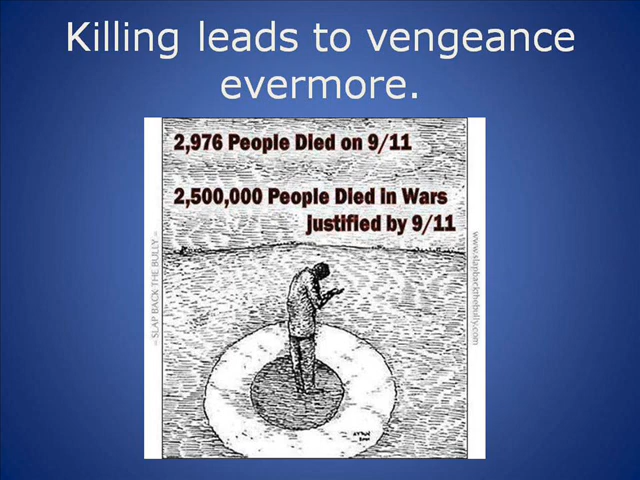 Killing leads to vengeance
evermore.
2,976 People Died on 9/11
2,500,000 People Died in Wars
justified by 9/11
~ SLAP BACK THE BULLY ~
www.slapbackthebully.com